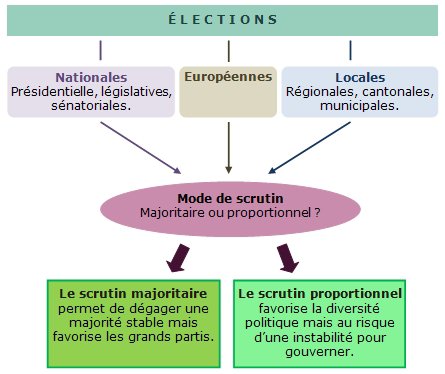 ÉLECTIONS
Nationales
Présidentielle, législatives,
sénatoriales.
Européennes
Locales
Régionales, cantonales,
municipales.
Mode de scrutin
Majoritaire ou proportionnel ?
Le scrutin majoritaire
permet de dégager une
majorité stable mais
favorise les grands partis.
Le scrutin proportionnel
favorise la diversité
politique mais au risque
d’une instabilité pour
gouverner.